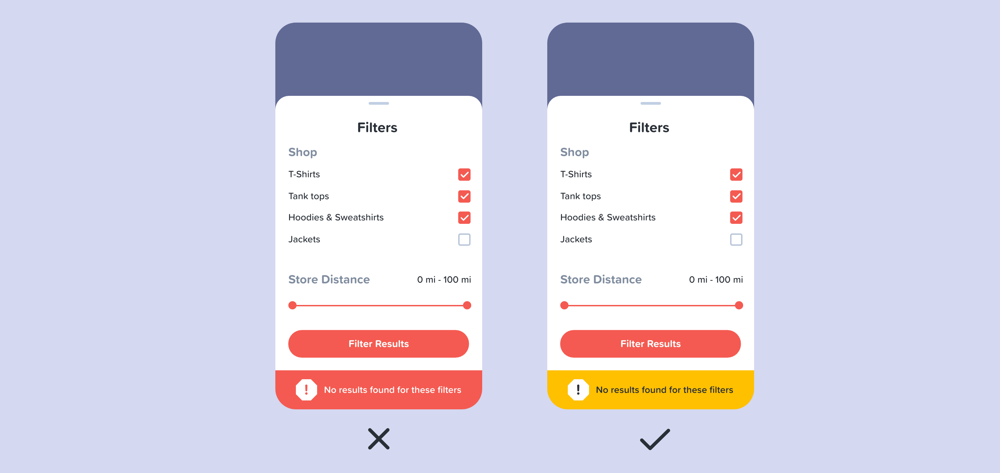 Filters
Shop
T-Shirts
Tank tops
Hoodies & Sweatshirts
Jackets
Store Distance 0 mi - 100 mi
Filter Results
! No results found for these filters
Filters
Shop
T-Shirts
Tank tops
Hoodies & Sweatshirts
Jackets
Store Distance 0 mi - 100 mi
Filter Results
! No results found for these filters